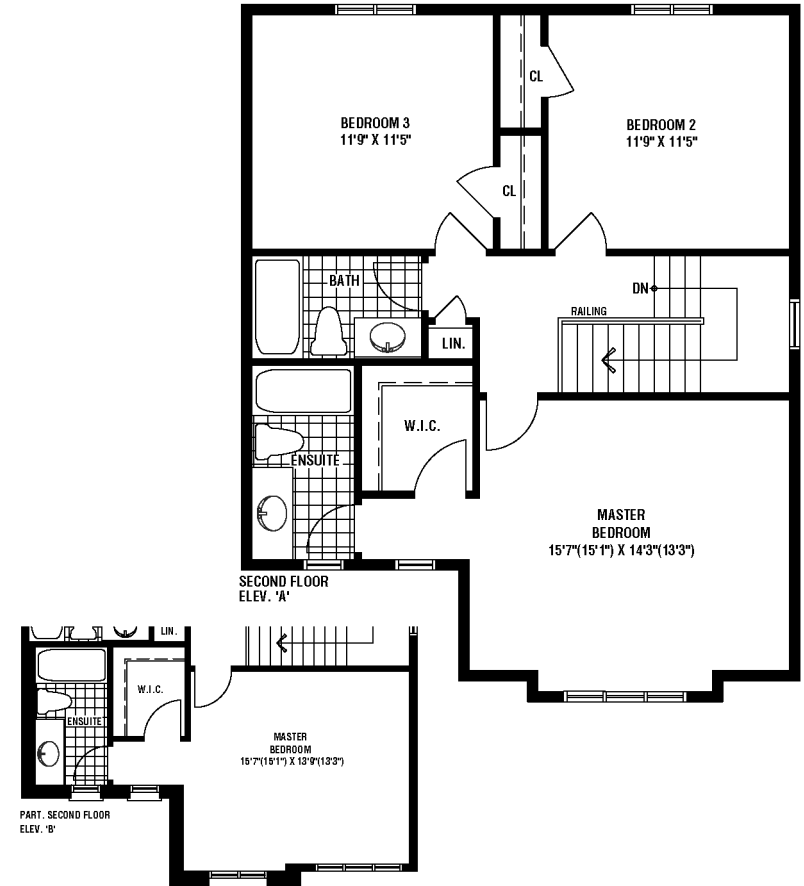 BEDROOM 3
11'9" X 11'5"
CL
BEDROOM 2
11'9" X 11'5"
CL
BATH
DN
RAILING
LIN.
W.I.C.
ENSUITE
MASTER
BEDROOM
15'7"(15'1") X 14'3"(13'3")
SECOND FLOOR
ELEV. 'A'
LIN.
W.I.C.
ENSUITE
MASTER
BEDROOM
15'7"(15'1") X 13'9"(13'3")
PART. SECOND FLOOR
ELEV. 'B'